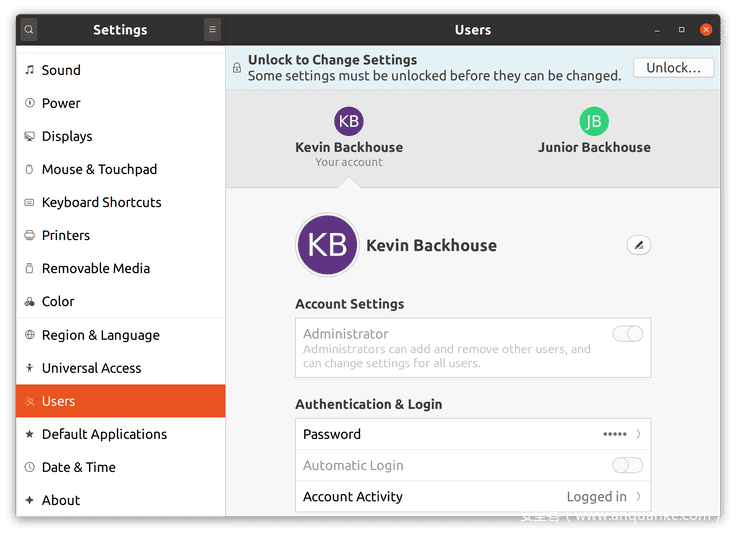 Settings
Users
Sound
Power
Displays
Mouse & Touchpad
Keyboard Shortcuts
Printers
Removable Media
Color
Region & Language
Universal Access
Users
Default Applications
Date & Time
About
Unlock to Change Settings
Some settings must be unlocked before they can be changed.
Unlock...
KB
Kevin Backhouse
Your account
JB
Junior Backhouse
KB
Kevin Backhouse
Account Settings
Administrator
Administrators can add and remove other users, and
can change settings for all users.
Authentication & Login
Password
•••••
Automatic Login
Account Activity
Logged in
安全客（www.anquanke.com）